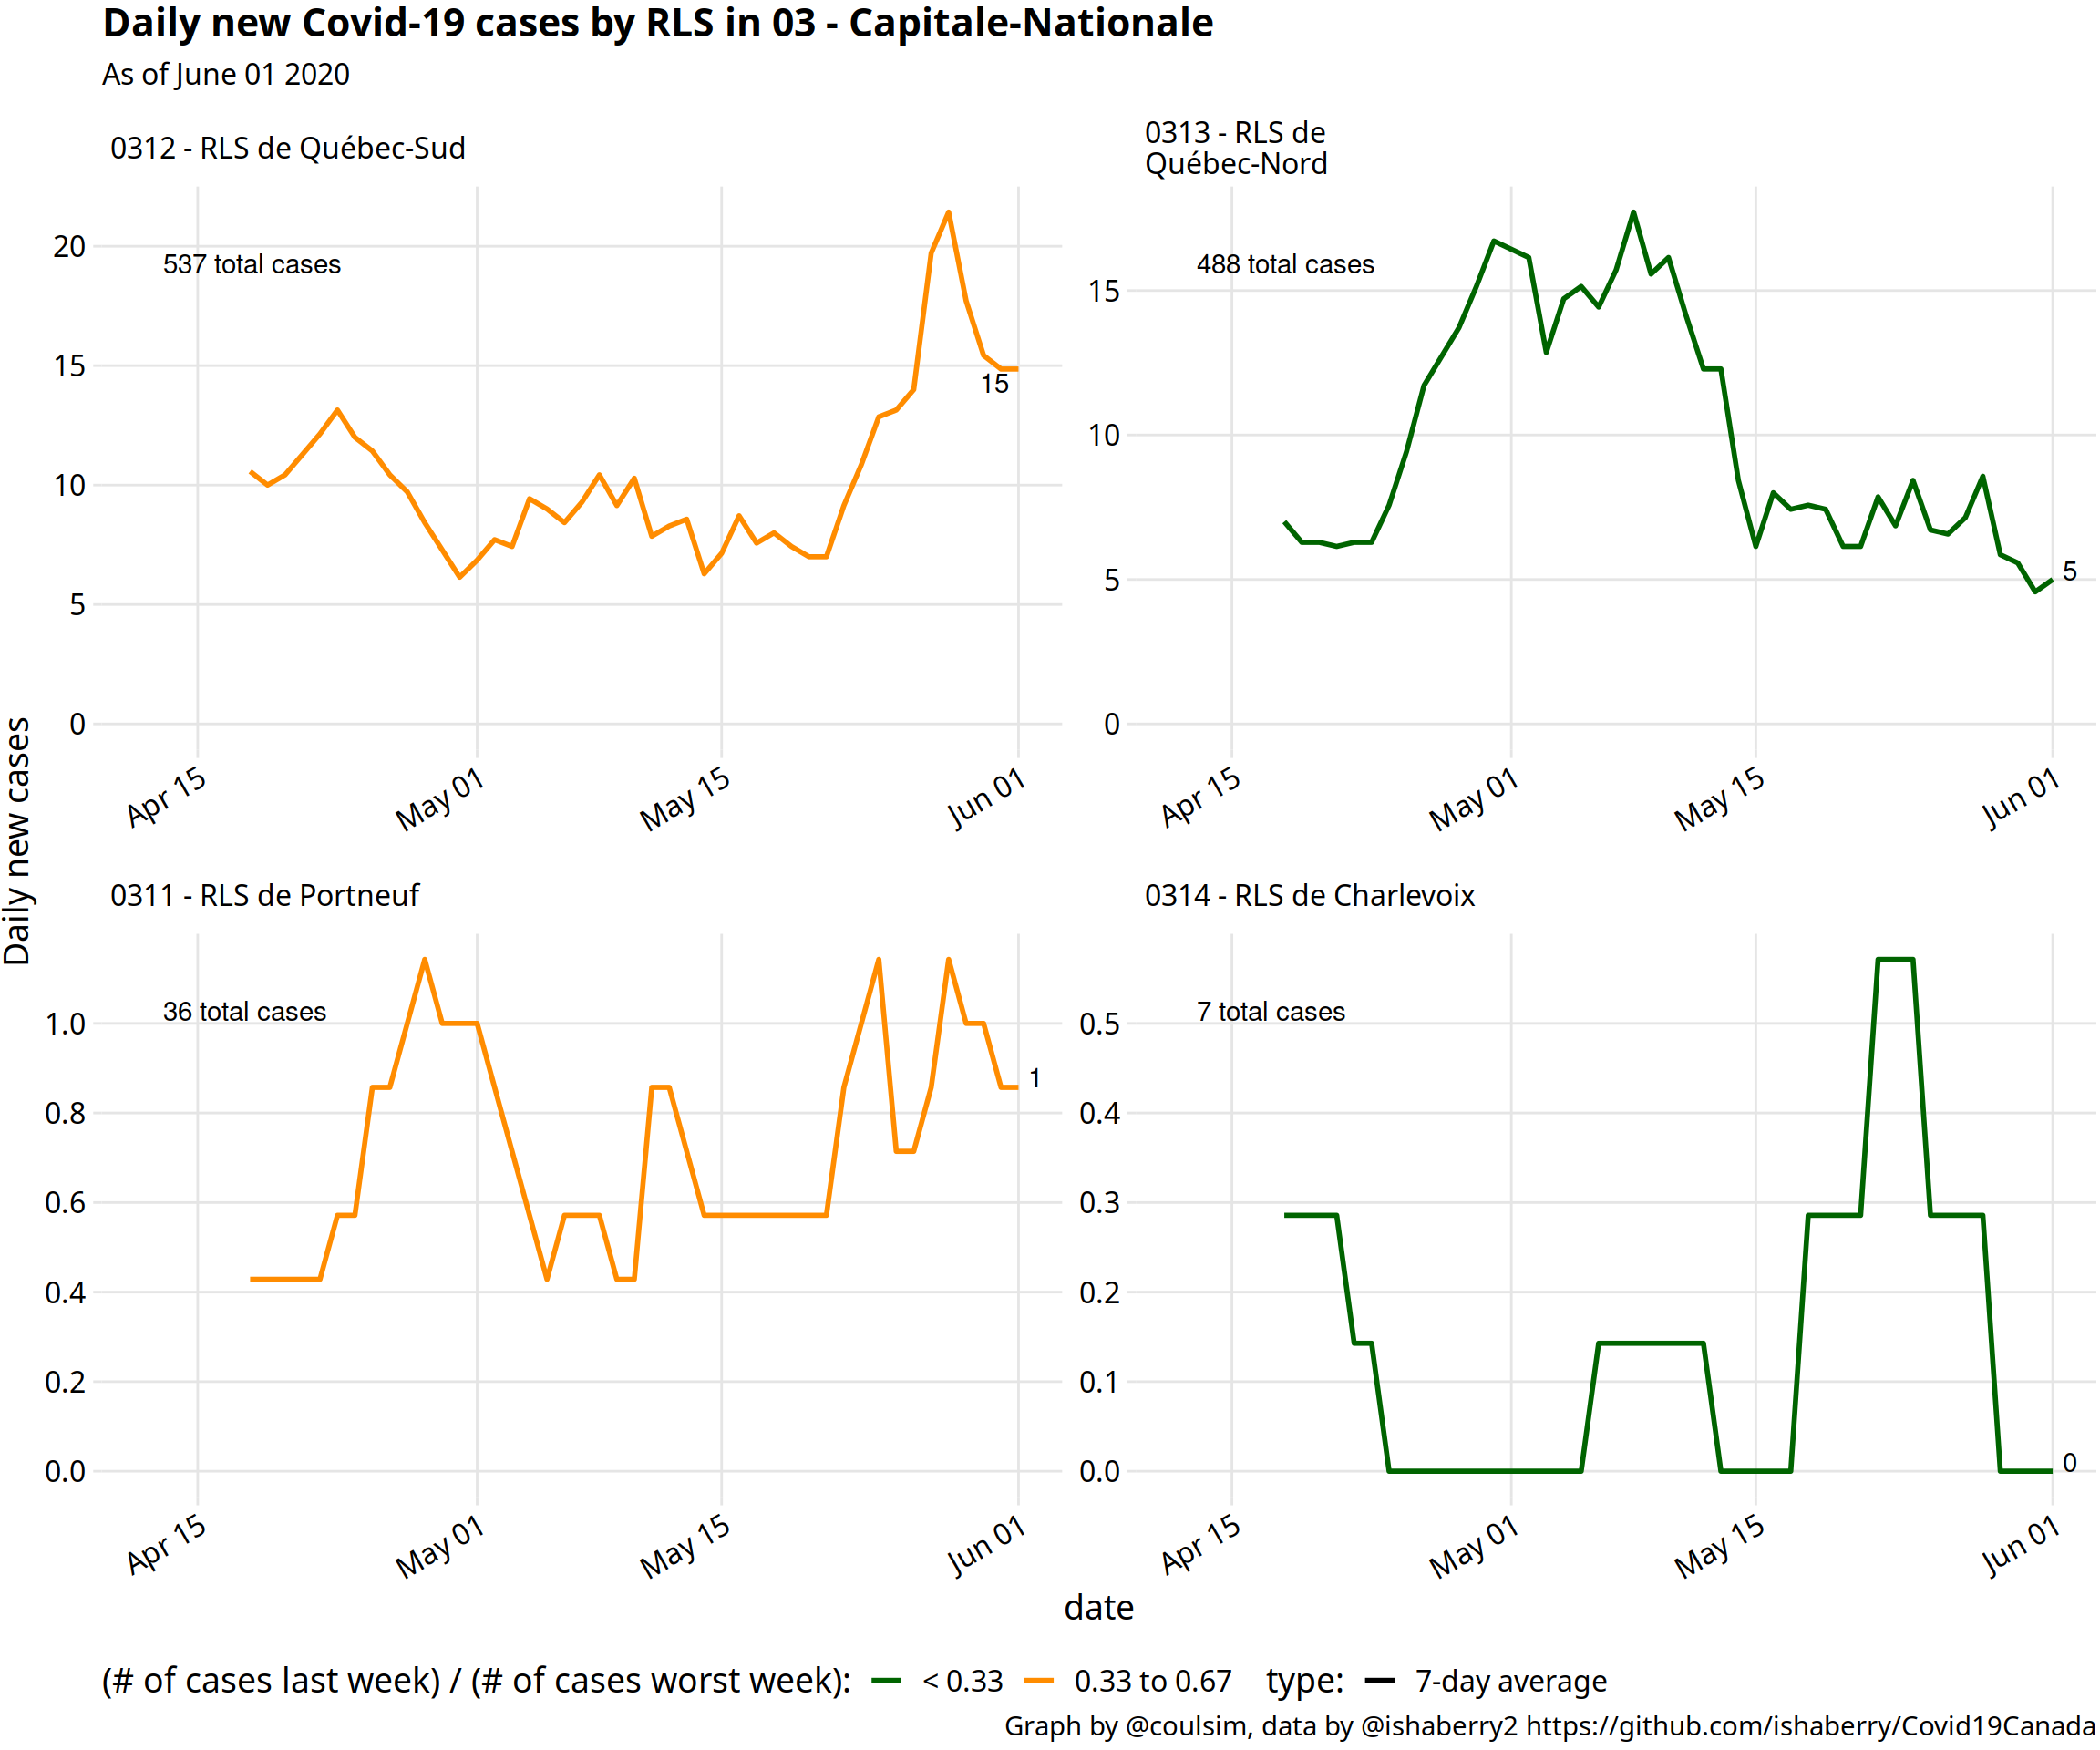 Daily new Covid-19 cases by RLS in 03 - Capitale-Nationale
As of June 01 2020
0312 - RLS de Québec-Sud
20
15
10
5
0
537 total cases
15
Apr 15
May 01
May 15
Jun 01
0313 - RLS de
Québec-Nord
15
10
5
0
488 total cases
5
Apr 15
May 01
May 15
Jun 01
Daily new cases
0311 - RLS de Portneuf
1.0
0.8
0.6
0.4
0.2
0.0
36 total cases
1
Apr 15
May 01
May 15
Jun 01
0314 - RLS de Charlevoix
0.5
0.4
0.3
0.2
0.1
0.0
7 total cases
0
Apr 15
May 01
May 15
Jun 01
date
(# of cases last week) / (# of cases worst week): < 0.33 0.33 to 0.67 type: 7-day average
Graph by @coulsim, data by @ishaberry2 https://github.com/ishaberry/Covid19Canada